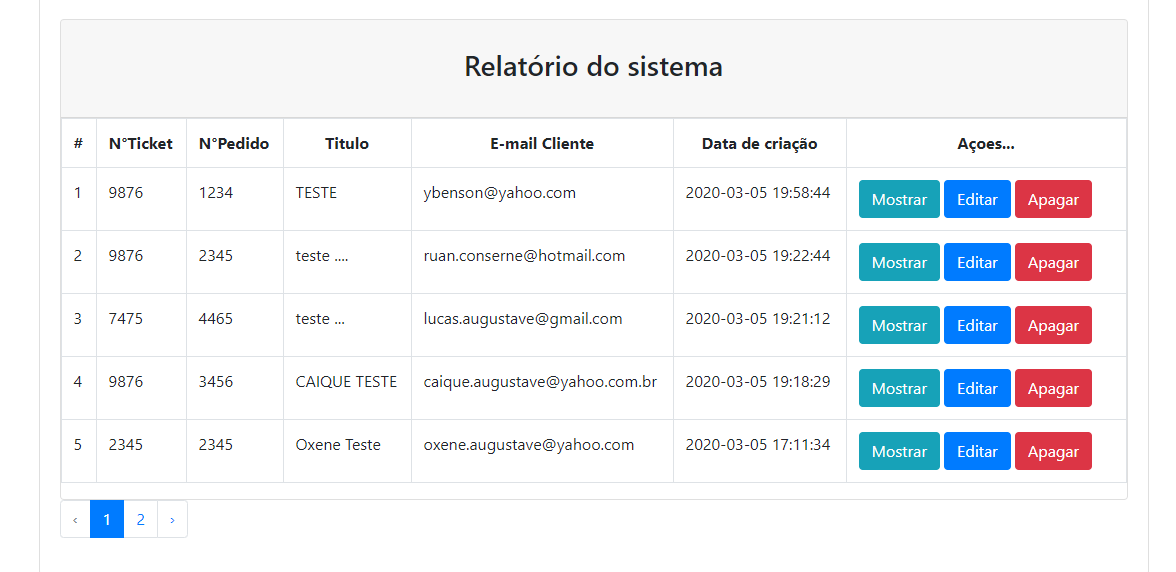 Relatório do sistema
# N°Ticket N°Pedido Titulo E-mail Cliente Data de criação Açoes...
1 9876 1234 TESTE ybenson@yahoo.com 2020-03-05 19:58:44 Mostrar Editar Apagar
2 9876 2345 teste .... ruan.conserne@hotmail.com 2020-03-05 19:22:44 Mostrar Editar Apagar
3 7475 4465 teste ... lucas.augustave@gmail.com 2020-03-05 19:21:12 Mostrar Editar Apagar
4 9876 3456 CAIQUE TESTE caique.augustave@yahoo.com.br 2020-03-05 19:18:29 Mostrar Editar Apagar
5 2345 2345 Oxene Teste oxene.augustave@yahoo.com 2020-03-05 17:11:34 Mostrar Editar Apagar
‹ 1 2 ›